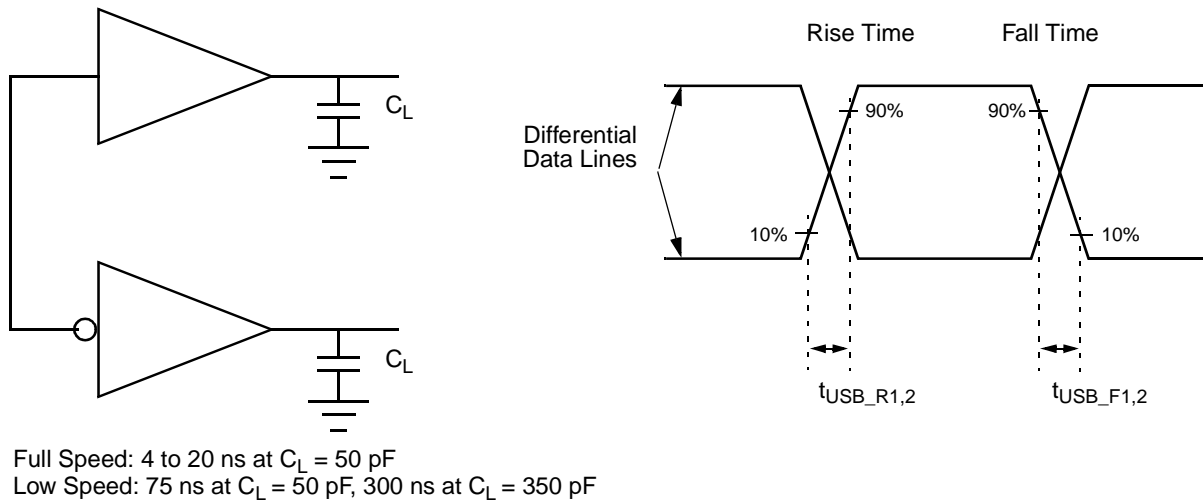 Rise Time
Fall Time
C_L
90%
90%
Differential
Data Lines
10%
10%
C_L
t_USB_R1,2
t_USB_F1,2
Full Speed: 4 to 20 ns at C_L = 50 pF
Low Speed: 75 ns at C_L = 50 pF, 300 ns at C_L = 350 pF